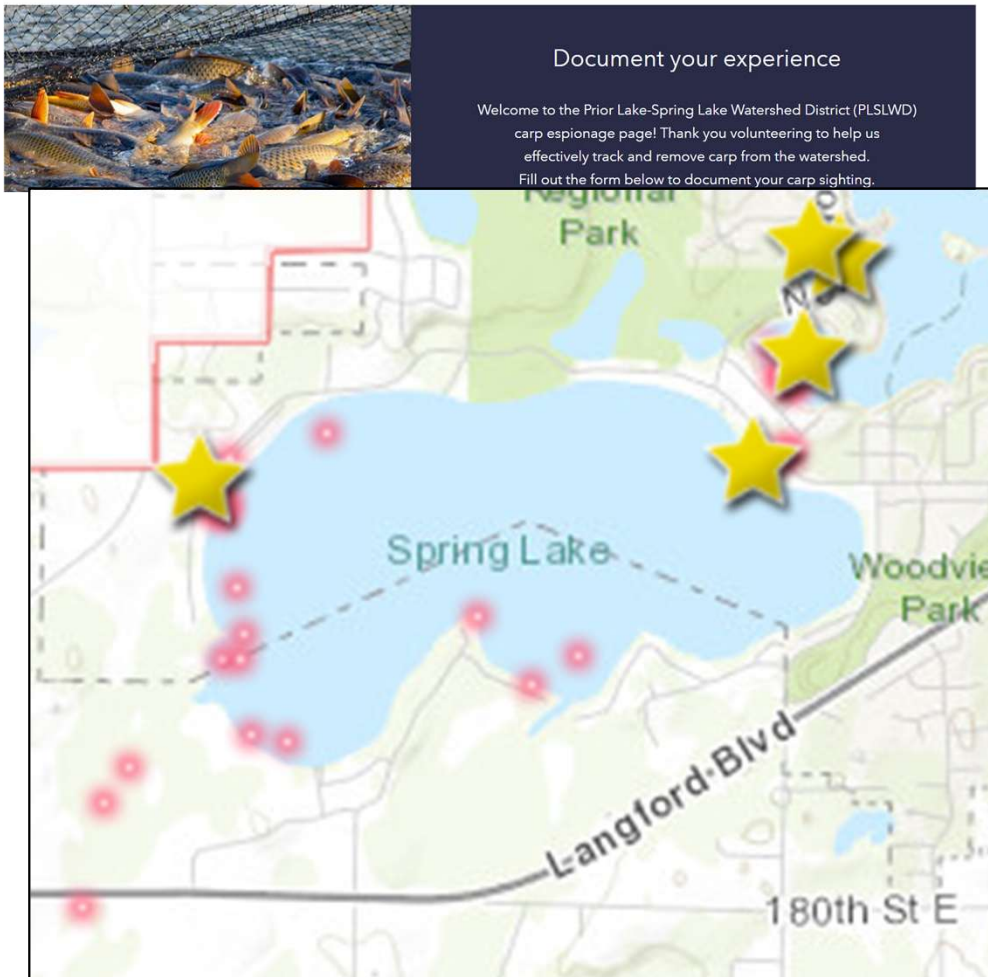 Document your experience
Welcome to the Prior Lake-Spring Lake Watershed District (PLSLWD)
carp espionage page! Thank you volunteering to help us
effectively track and remove carp from the watershed.
Fill out the form below to document your carp sighting.
Regional
Park
Spring Lake
Park
Langford Blvd
180th St E